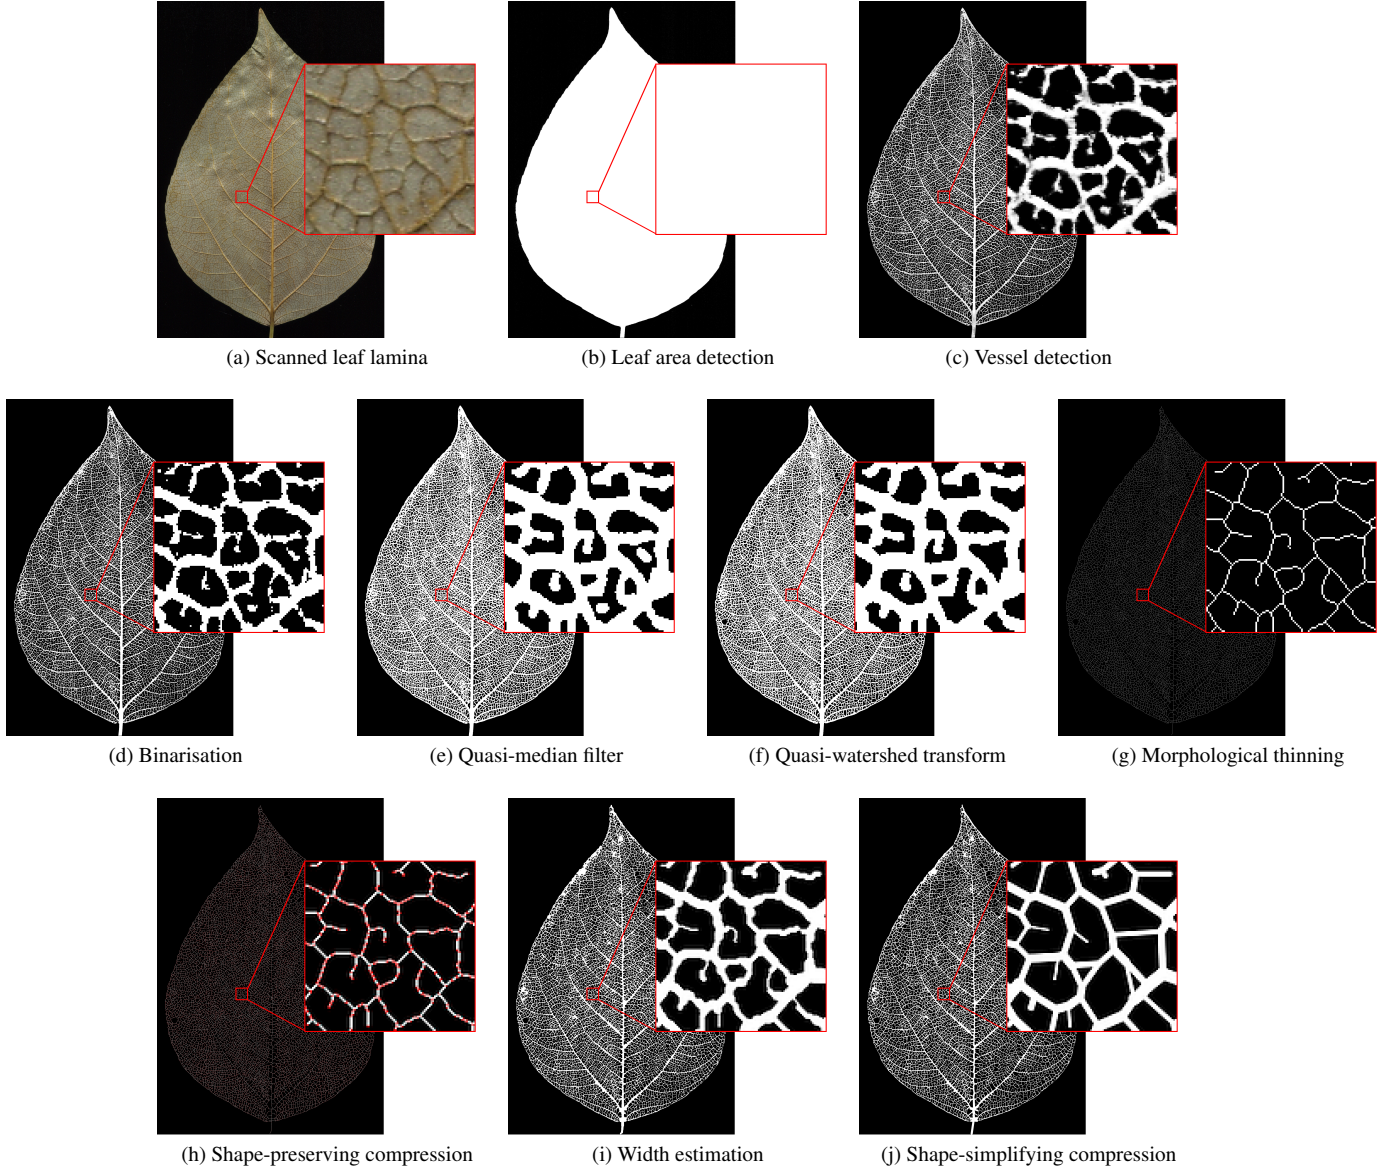 (a) Scanned leaf lamina
(b) Leaf area detection
(c) Vessel detection
(d) Binarisation
(e) Quasi-median filter
(f) Quasi-watershed transform
(g) Morphological thinning
(h) Shape-preserving compression
(i) Width estimation
(j) Shape-simplifying compression